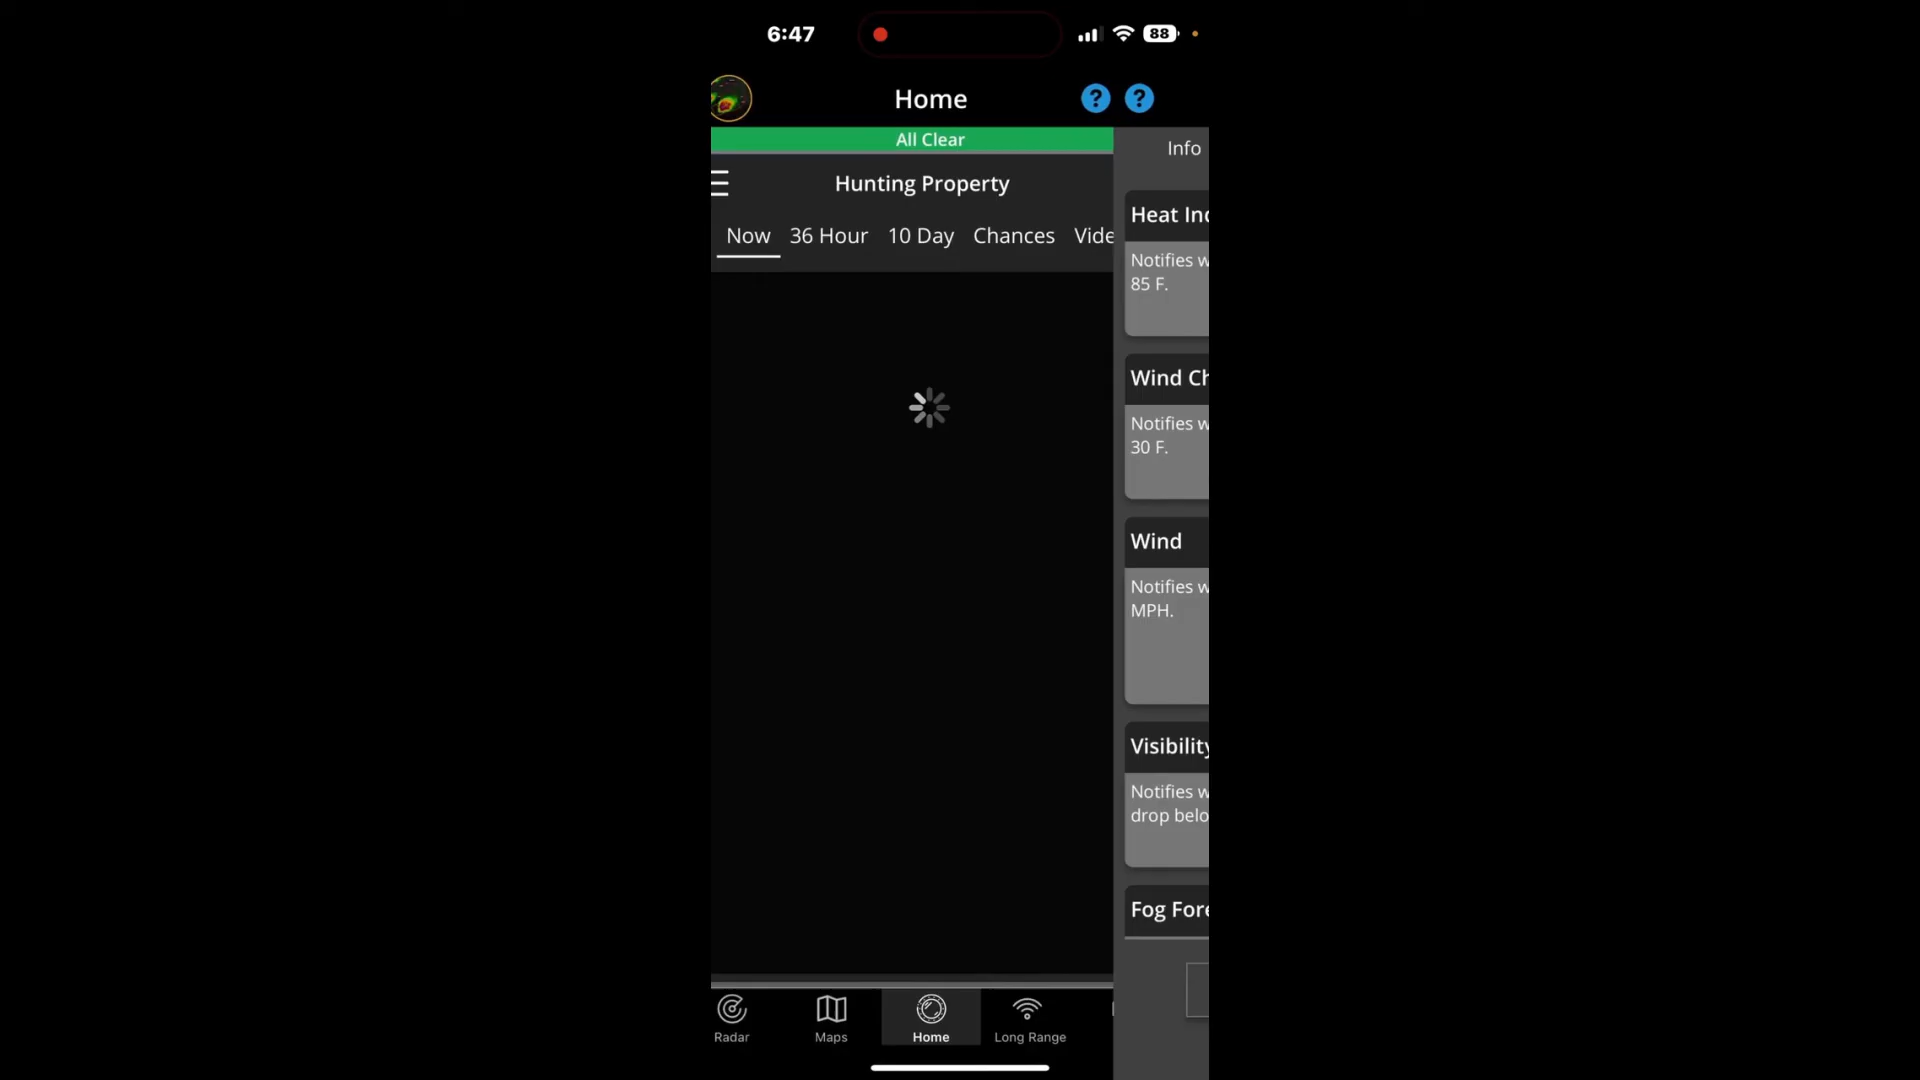 6:47
88
Home
? ?
All Clear
Info
Hunting Property
Now 36 Hour 10 Day Chances Vide
Heat Inc
Notifies w
85 F.
Wind Ch
Notifies w
30 F.
Wind
Notifies w
MPH.
Visibility
Notifies w
drop belo
Fog Fore
Radar Maps Home Long Range